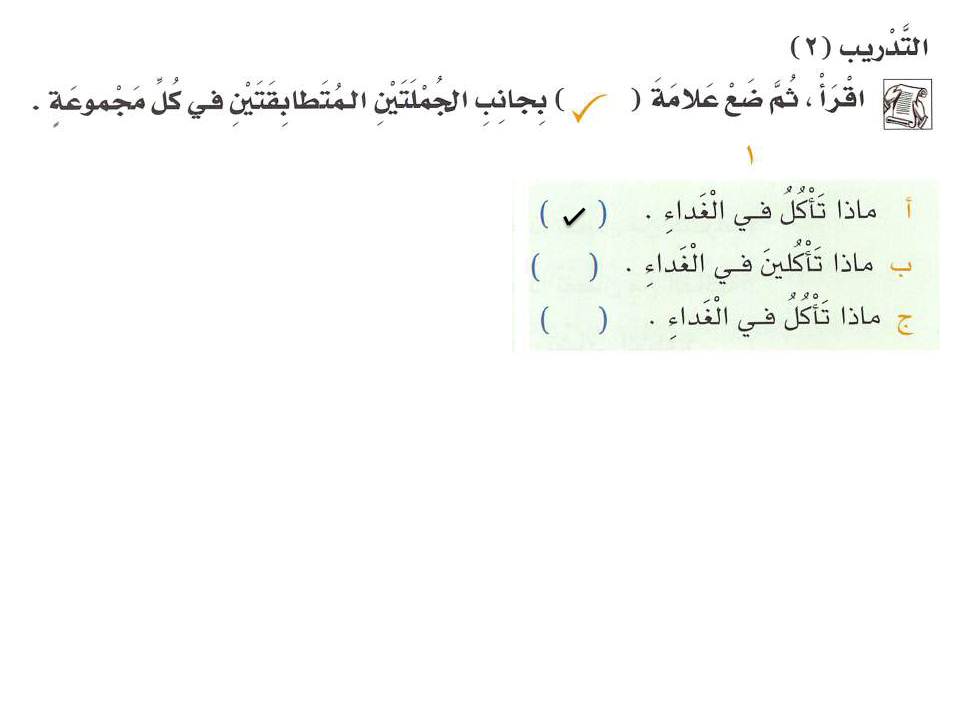 التَّدْريب (٢)
اقْرَأْ ، ثُمَّ ضَعْ عَلامَةَ ( ✓ ) بِجانِبِ الجُمْلَتَيْنِ المُتَطابِقَتَيْنِ في كُلِّ مَجْموعَةٍ .
١
أ ماذا تَأْكُلُ في الْغَداءِ . ( ✓ )
ب ماذا تَأْكُلينَ في الْغَداءِ . ( )
ج ماذا تَأْكُلُ في الْغَداءِ . ( )